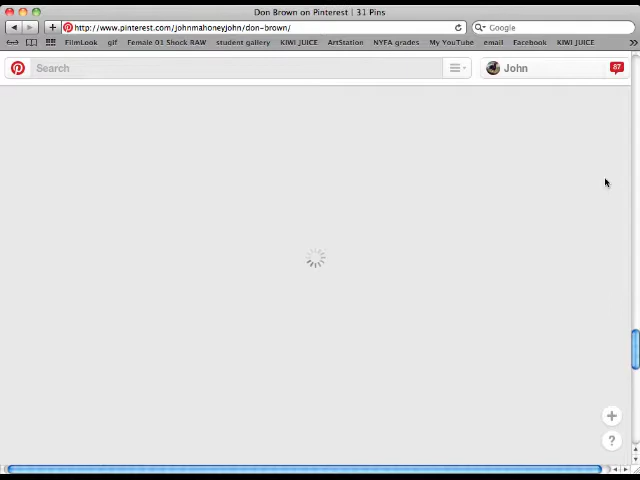 Don Brown on Pinterest | 31 Pins
http://www.pinterest.com/johnmahoneyjohn/don-brown/
Google
FilmLook gif Female 01 Shock RAW student gallery KIWI JUICE ArtStation NYFA grades My YouTube email Facebook KIWI JUICE
Search
John
87
+
?